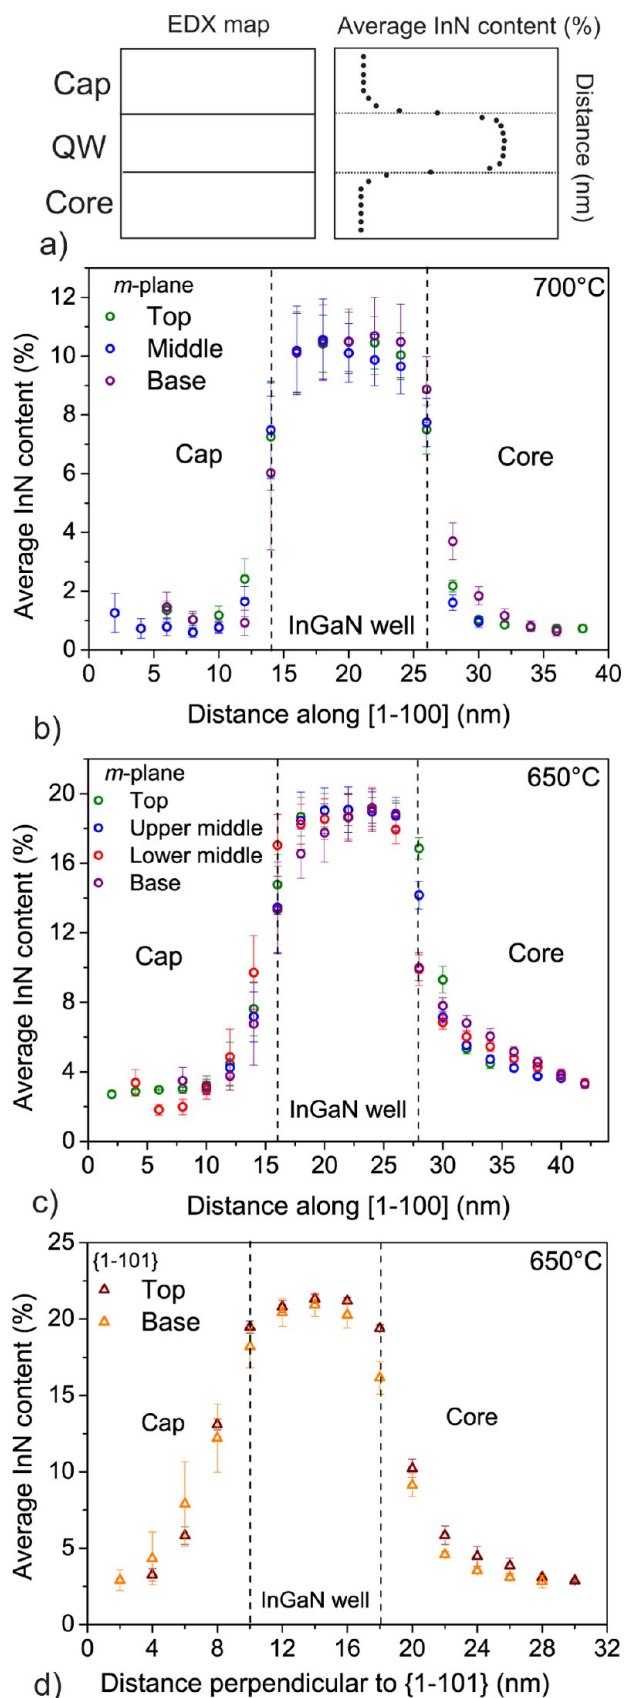 EDX map
Average InN content (%)
Cap
QW
Core
Distance (nm)
a)
700°C
m-plane
Top
Middle
Base
Cap
Core
InGaN well
Average InN content (%)
12
10
8
6
4
2
0
0 5 10 15 20 25 30 35 40
Distance along [1-100] (nm)
b)
650°C
m-plane
Top
Upper middle
Lower middle
Base
Cap
Core
InGaN well
Average InN content (%)
20
16
12
8
4
0
0 5 10 15 20 25 30 35 40
Distance along [1-100] (nm)
c)
{1-101}
650°C
Top
Base
Cap
Core
InGaN well
Average InN content (%)
25
20
15
10
5
0
0 4 8 12 16 20 24 28 32
d) Distance perpendicular to {1-101} (nm)